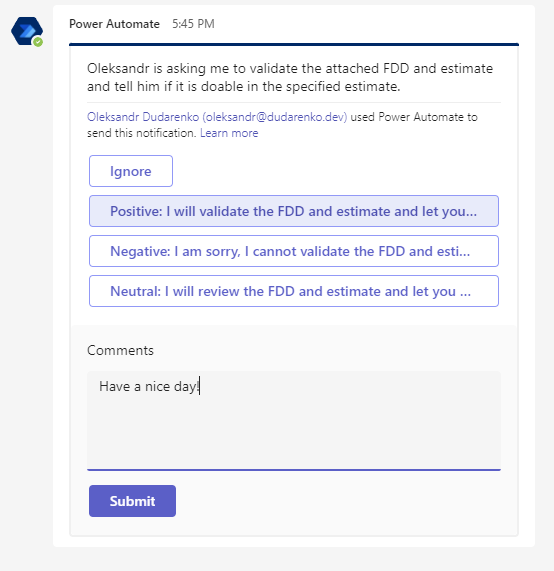 Power Automate 5:45 PM
Oleksandr is asking me to validate the attached FDD and estimate
and tell him if it is doable in the specified estimate.
Oleksandr Dudarenko (oleksandr@dudarenko.dev) used Power Automate to
send this notification. Learn more
Ignore
Positive: I will validate the FDD and estimate and let you...
Negative: I am sorry, I cannot validate the FDD and esti...
Neutral: I will review the FDD and estimate and let you ...
Comments
Have a nice day!
Submit